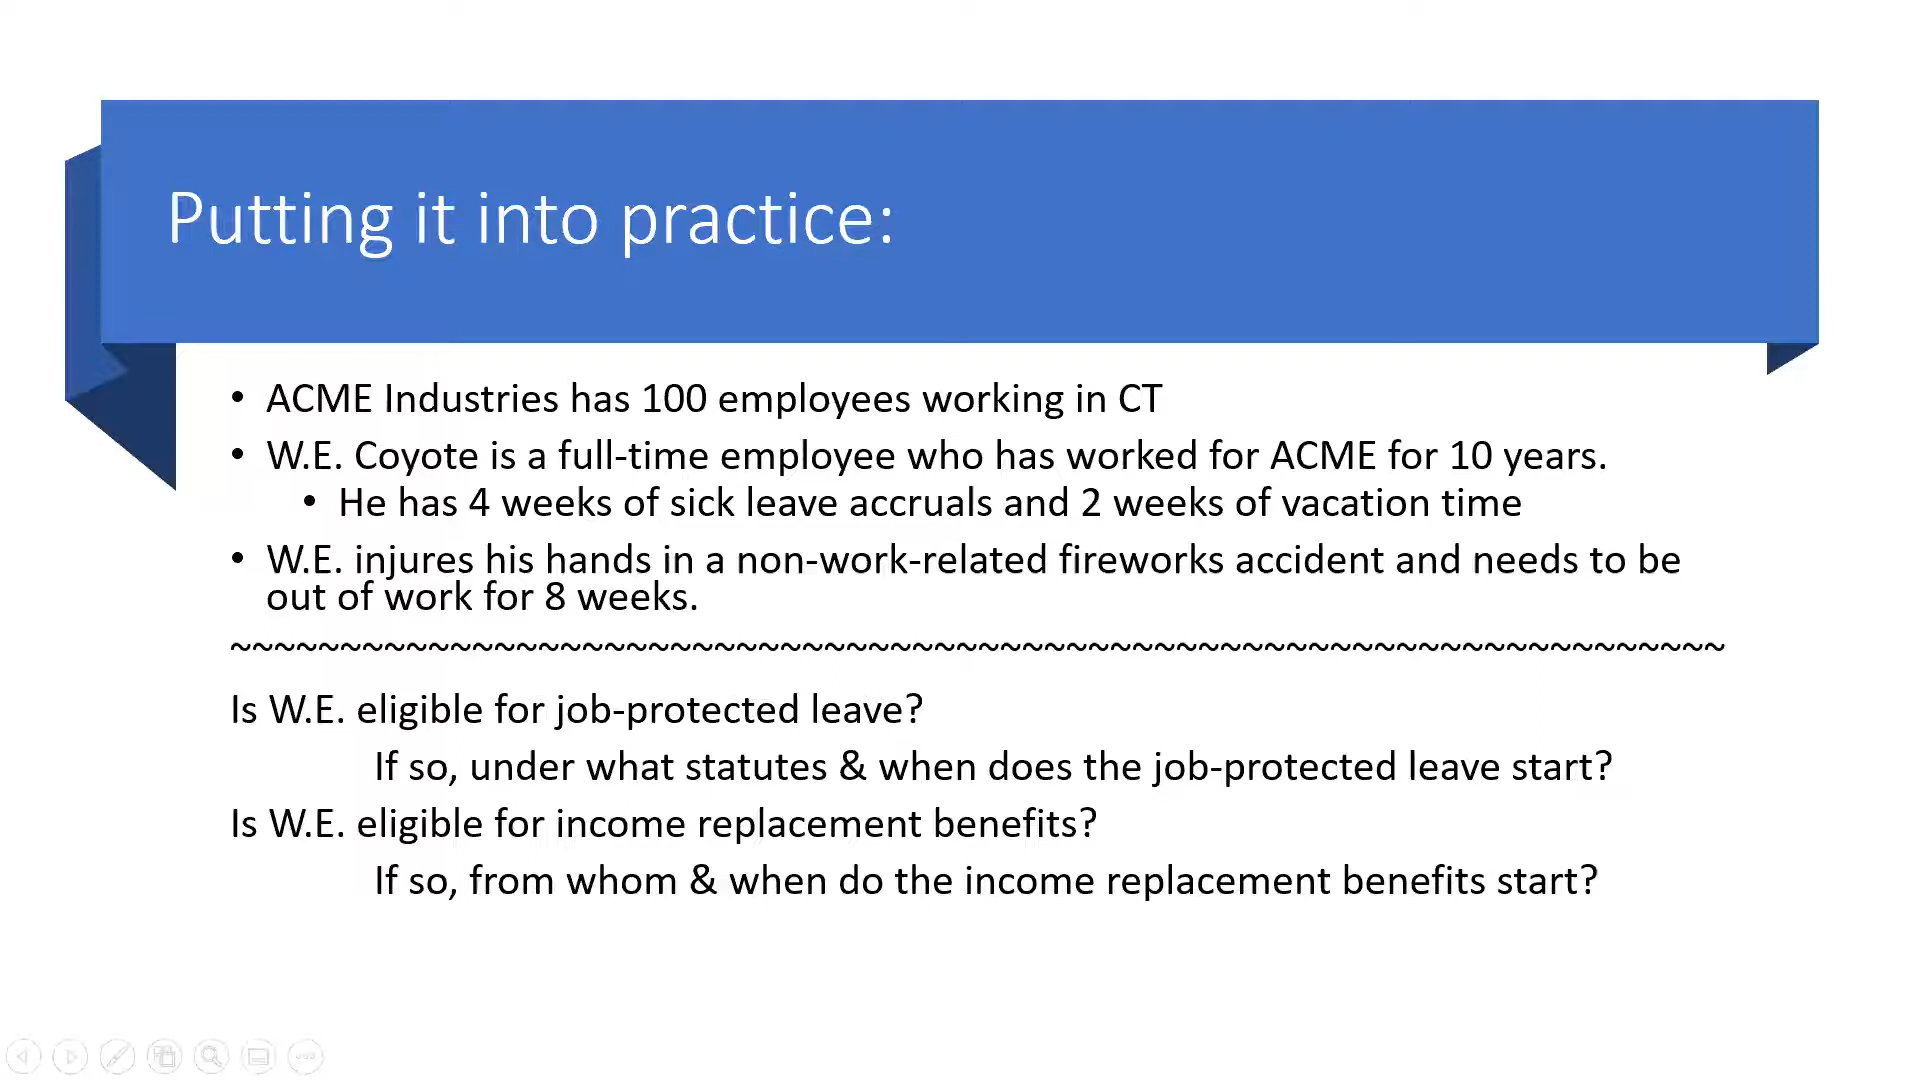 Putting it into practice:
• ACME Industries has 100 employees working in CT
• W.E. Coyote is a full-time employee who has worked for ACME for 10 years.
• He has 4 weeks of sick leave accruals and 2 weeks of vacation time
• W.E. injures his hands in a non-work-related fireworks accident and needs to be
out of work for 8 weeks.
~~~~~~~~~~~~~~~~~~~~~~~~~~~~~~~~~~~~~~~~~~~~~~~~~~~~~~~~~~~~~~~~~~~~
Is W.E. eligible for job-protected leave?
If so, under what statutes & when does the job-protected leave start?
Is W.E. eligible for income replacement benefits?
If so, from whom & when do the income replacement benefits start?